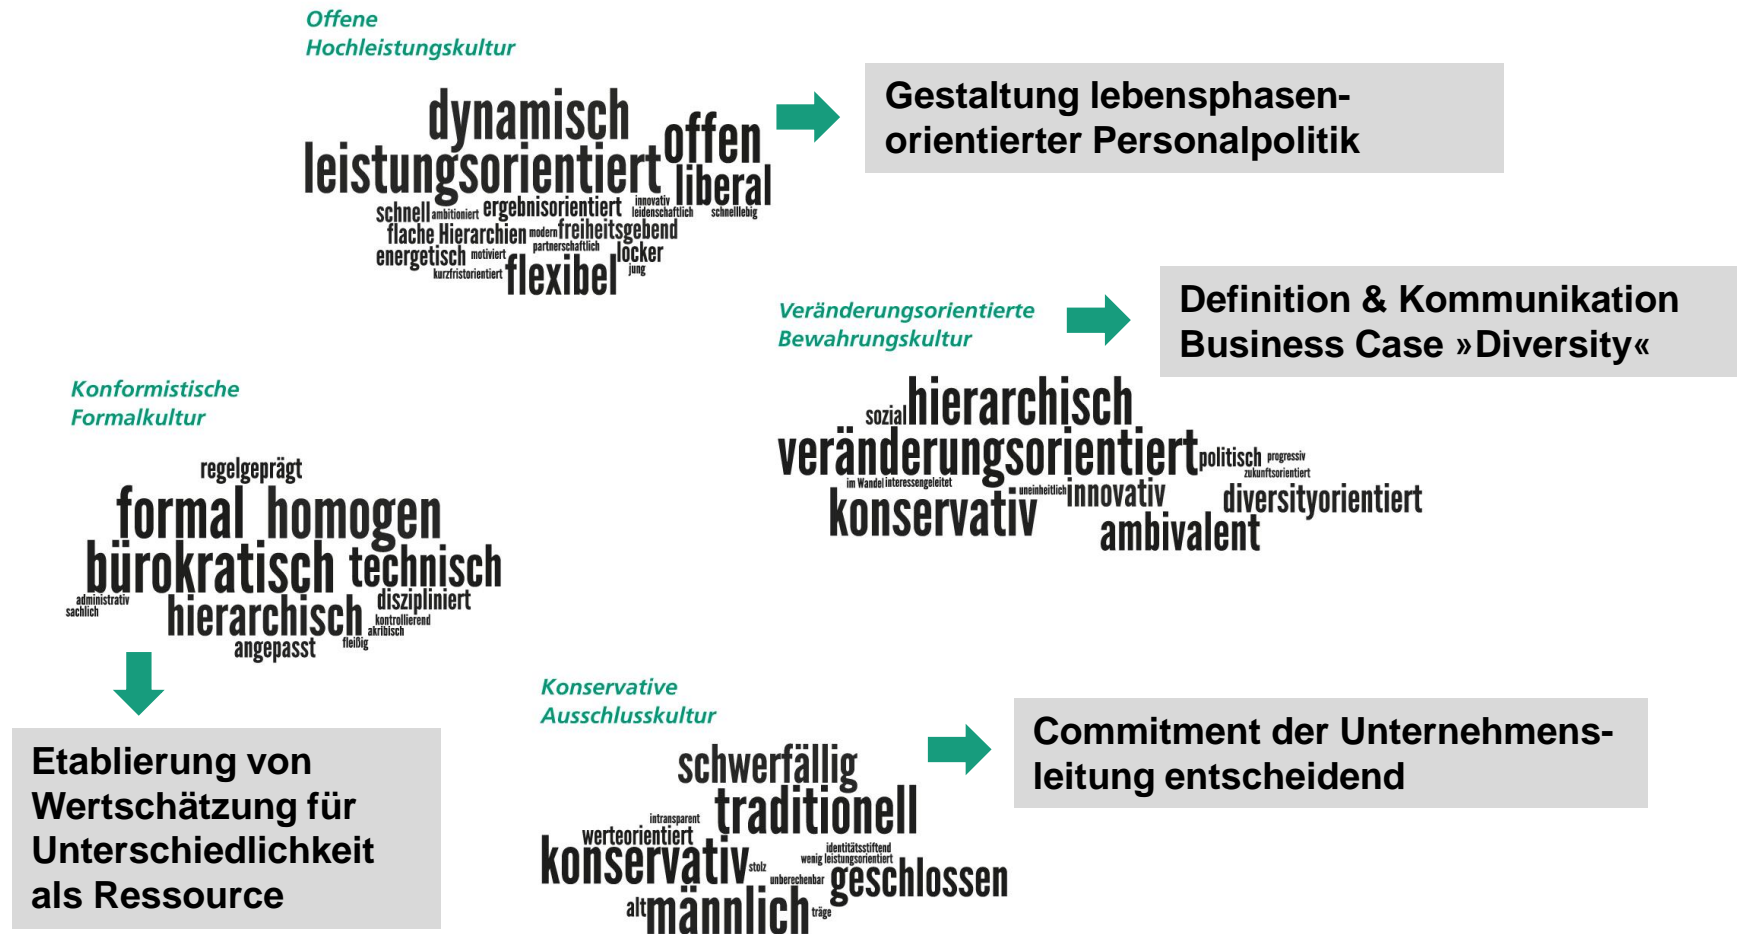 Offene
Hochleistungskultur
dynamisch
offen
leistungsorientiert
liberal
schnell ambitioniert ergebnisorientiert innovativ
leidenschaftlich schnelllebig
flache Hierarchien modern freiheitsgebend
partnerschaftlich
energetisch motiviert locker
kurzfristorientiert flexibel jung
Gestaltung lebensphasen-
orientierter Personalpolitik
Veränderungsorientierte
Bewahrungskultur
sozial hierarchisch
veränderungsorientiert politisch progressiv
zukunftsorientiert
im Wandel interessengeleitet
konservativ uneinheitlich innovativ diversityorientiert
ambivalent
Definition & Kommunikation
Business Case »Diversity«
Konformistische
Formalkultur
regelgeprägt
formal homogen
bürokratisch technisch
administrativ
sachlich
hierarchisch diszipliniert
kontrollierend
akribisch
angepasst fleißig
Etablierung von
Wertschätzung für
Unterschiedlichkeit
als Ressource
Konservative
Ausschlusskultur
schwerfällig
traditionell
intransparent
werteorientiert
identitätsstiftend
wenig leistungsorientiert
konservativ stolz unberechenbar geschlossen
alt männlich träge
Commitment der Unternehmens-
leitung entscheidend